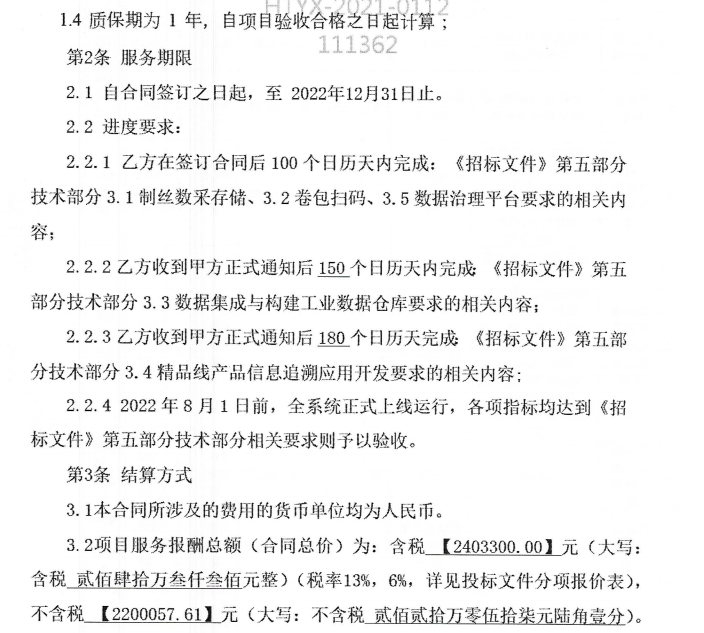 HTYX-2021-0112
111362
1.4 质保期为 1 年，自项目验收合格之日起计算；
第2条 服务期限
2.1 自合同签订之日起，至 2022年12月31日止。
2.2 进度要求：
2.2.1 乙方在签订合同后 100 个日历天内完成：《招标文件》第五部分
技术部分 3.1 制丝数采存储、3.2 卷包扫码、3.5 数据治理平台要求的相关内
容；
2.2.2 乙方收到甲方正式通知后 150 个日历天内完成：《招标文件》第五
部分技术部分 3.3 数据集成与构建工业数据仓库要求的相关内容；
2.2.3 乙方收到甲方正式通知后 180 个日历天完成：《招标文件》第五部
分技术部分 3.4 精品线产品信息追溯应用开发要求的相关内容；
2.2.4 2022 年 8 月 1 日前，全系统正式上线运行，各项指标均达到《招
标文件》第五部分技术部分相关要求则予以验收。
第3条 结算方式
3.1本合同所涉及的费用的货币单位均为人民币。
3.2项目服务报酬总额（合同总价）为：含税 【2403300.00】元（大写：
含税 贰佰肆拾万叁仟叁佰元整）（税率13%，6%，详见投标文件分项报价表），
不含税 【2200057.61】元（大写：不含税 贰佰贰拾万零伍拾柒元陆角壹分）。